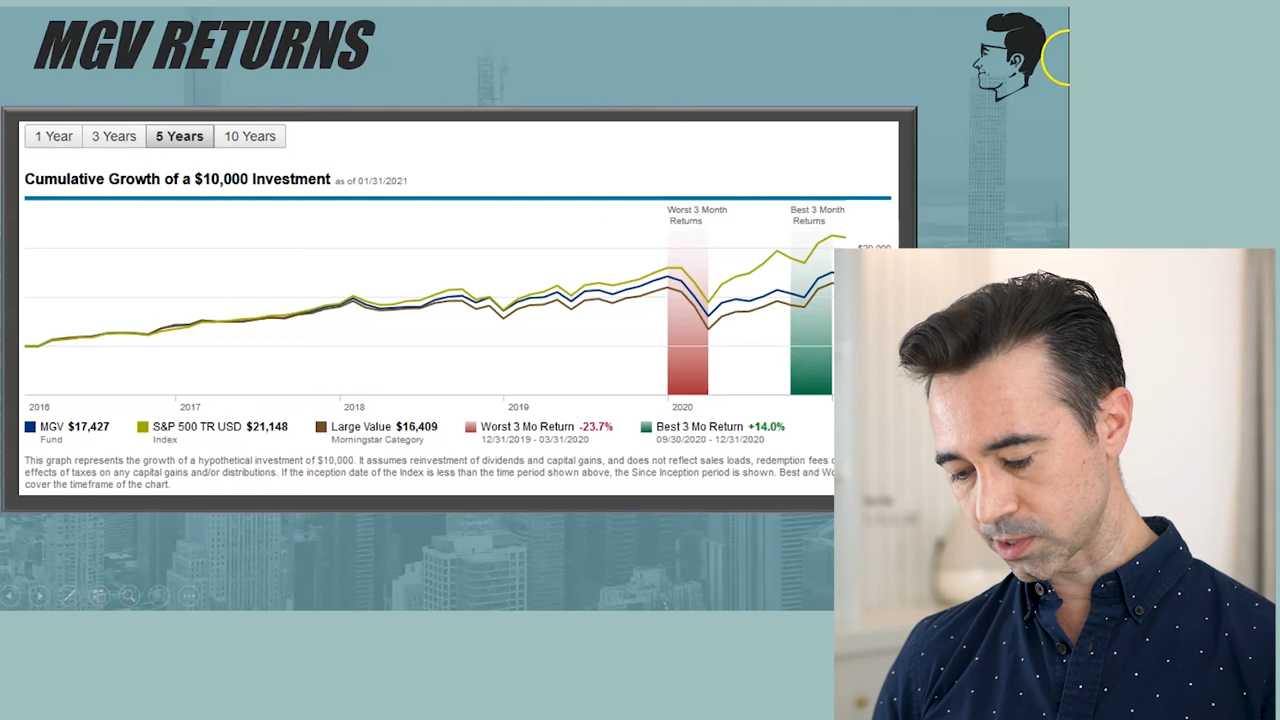 MGV RETURNS
1 Year 3 Years 5 Years 10 Years
Cumulative Growth of a $10,000 Investment as of 01/31/2021
Worst 3 Month Returns
Best 3 Month Returns
$20,000
2016 2017 2018 2019 2020
MGV $17,427 S&P 500 TR USD $21,148 Large Value $16,409 Worst 3 Mo Return -23.7% Best 3 Mo Return +14.0%
Fund Index Morningstar Category 12/31/2019 - 03/31/2020 09/30/2020 - 12/31/2020
This graph represents the growth of a hypothetical investment of $10,000. It assumes reinvestment of dividends and capital gains, and does not reflect sales loads, redemption fees
effects of taxes on any capital gains and/or distributions. If the inception date of the Index is less than the time period shown above, the Since Inception period is shown. Best and
cover the timeframe of the chart.